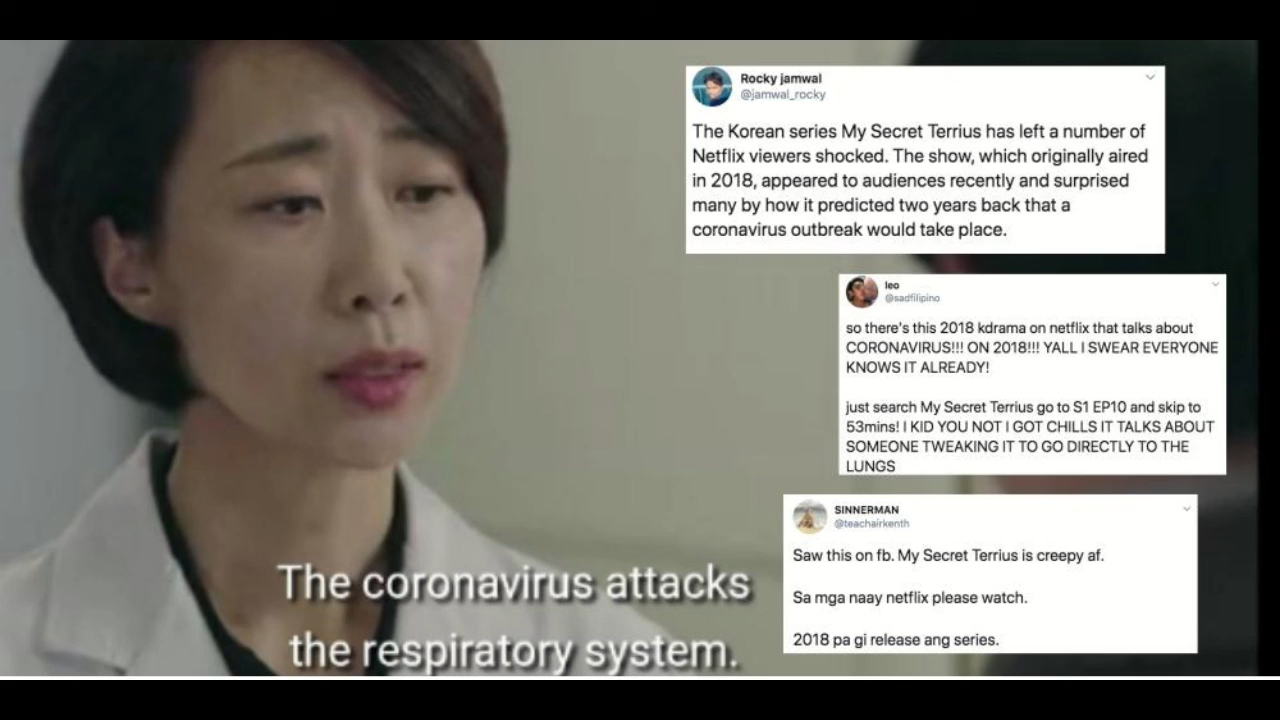 Rocky jamwal
@jamwal_rocky
The Korean series My Secret Terrius has left a number of
Netflix viewers shocked. The show, which originally aired
in 2018, appeared to audiences recently and surprised
many by how it predicted two years back that a
coronavirus outbreak would take place.
leo
@sadfilipino
so there's this 2018 kdrama on netflix that talks about
CORONAVIRUS!!! ON 2018!!! YALL I SWEAR EVERYONE
KNOWS IT ALREADY!
just search My Secret Terrius go to S1 EP10 and skip to
53mins! I KID YOU NOT I GOT CHILLS IT TALKS ABOUT
SOMEONE TWEAKING IT TO GO DIRECTLY TO THE
LUNGS
SINNERMAN
@teachairkenth
Saw this on fb. My Secret Terrius is creepy af.
Sa mga naay netflix please watch.
2018 pa gi release ang series.
The coronavirus attacks
the respiratory system.